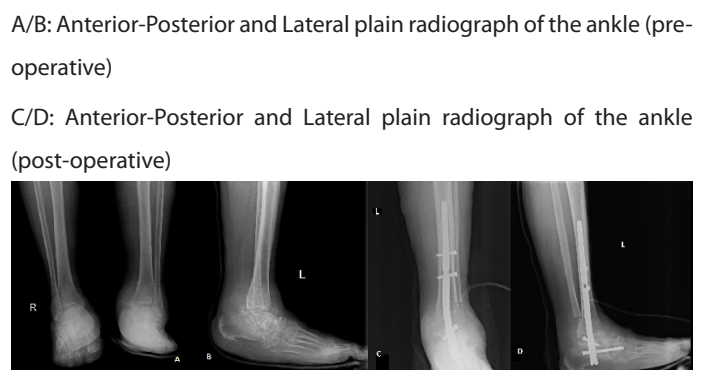 A/B: Anterior-Posterior and Lateral plain radiograph of the ankle (pre-
operative)
C/D: Anterior-Posterior and Lateral plain radiograph of the ankle
(post-operative)
R
A
B
L
L
C
D
L